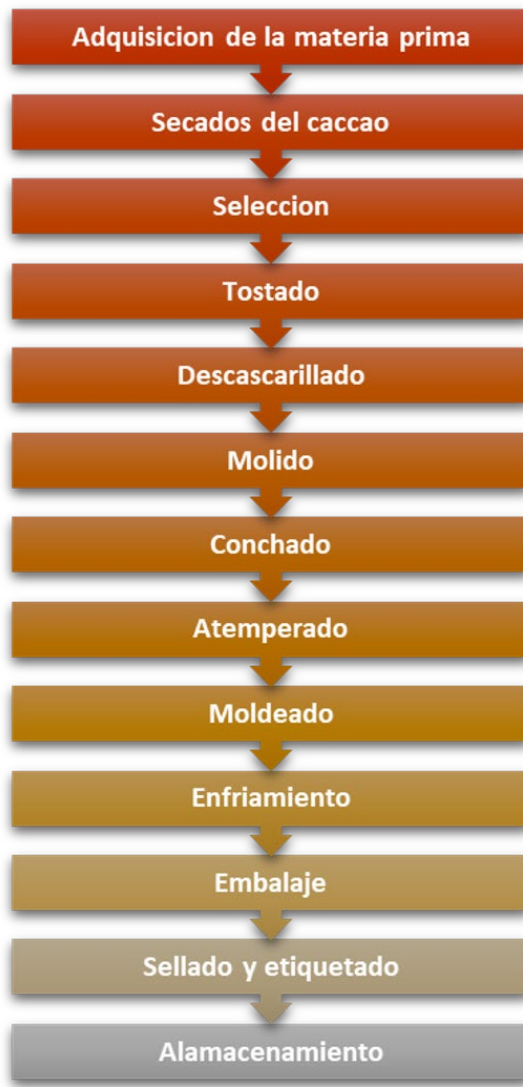 Adquisicion de la materia prima
Secados del caccao
Seleccion
Tostado
Descascarillado
Molido
Conchado
Atemperado
Moldeado
Enfriamiento
Embalaje
Sellado y etiquetado
Alamacenamiento